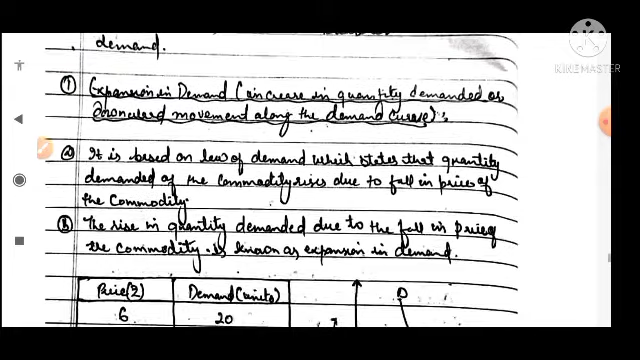 demand.
KINEMASTER
① Expansion in Demand (increase in quantity demanded or
downward movement along the demand curve):
ⓐ It is based on law of demand which states that quantity
demanded of the commodity rises due to fall in price of
the commodity.
ⓑ The rise in quantity demanded due to the fall in price of
the commodity is known as expansion in demand.
Price(₹) Demand(units)
D
6 20